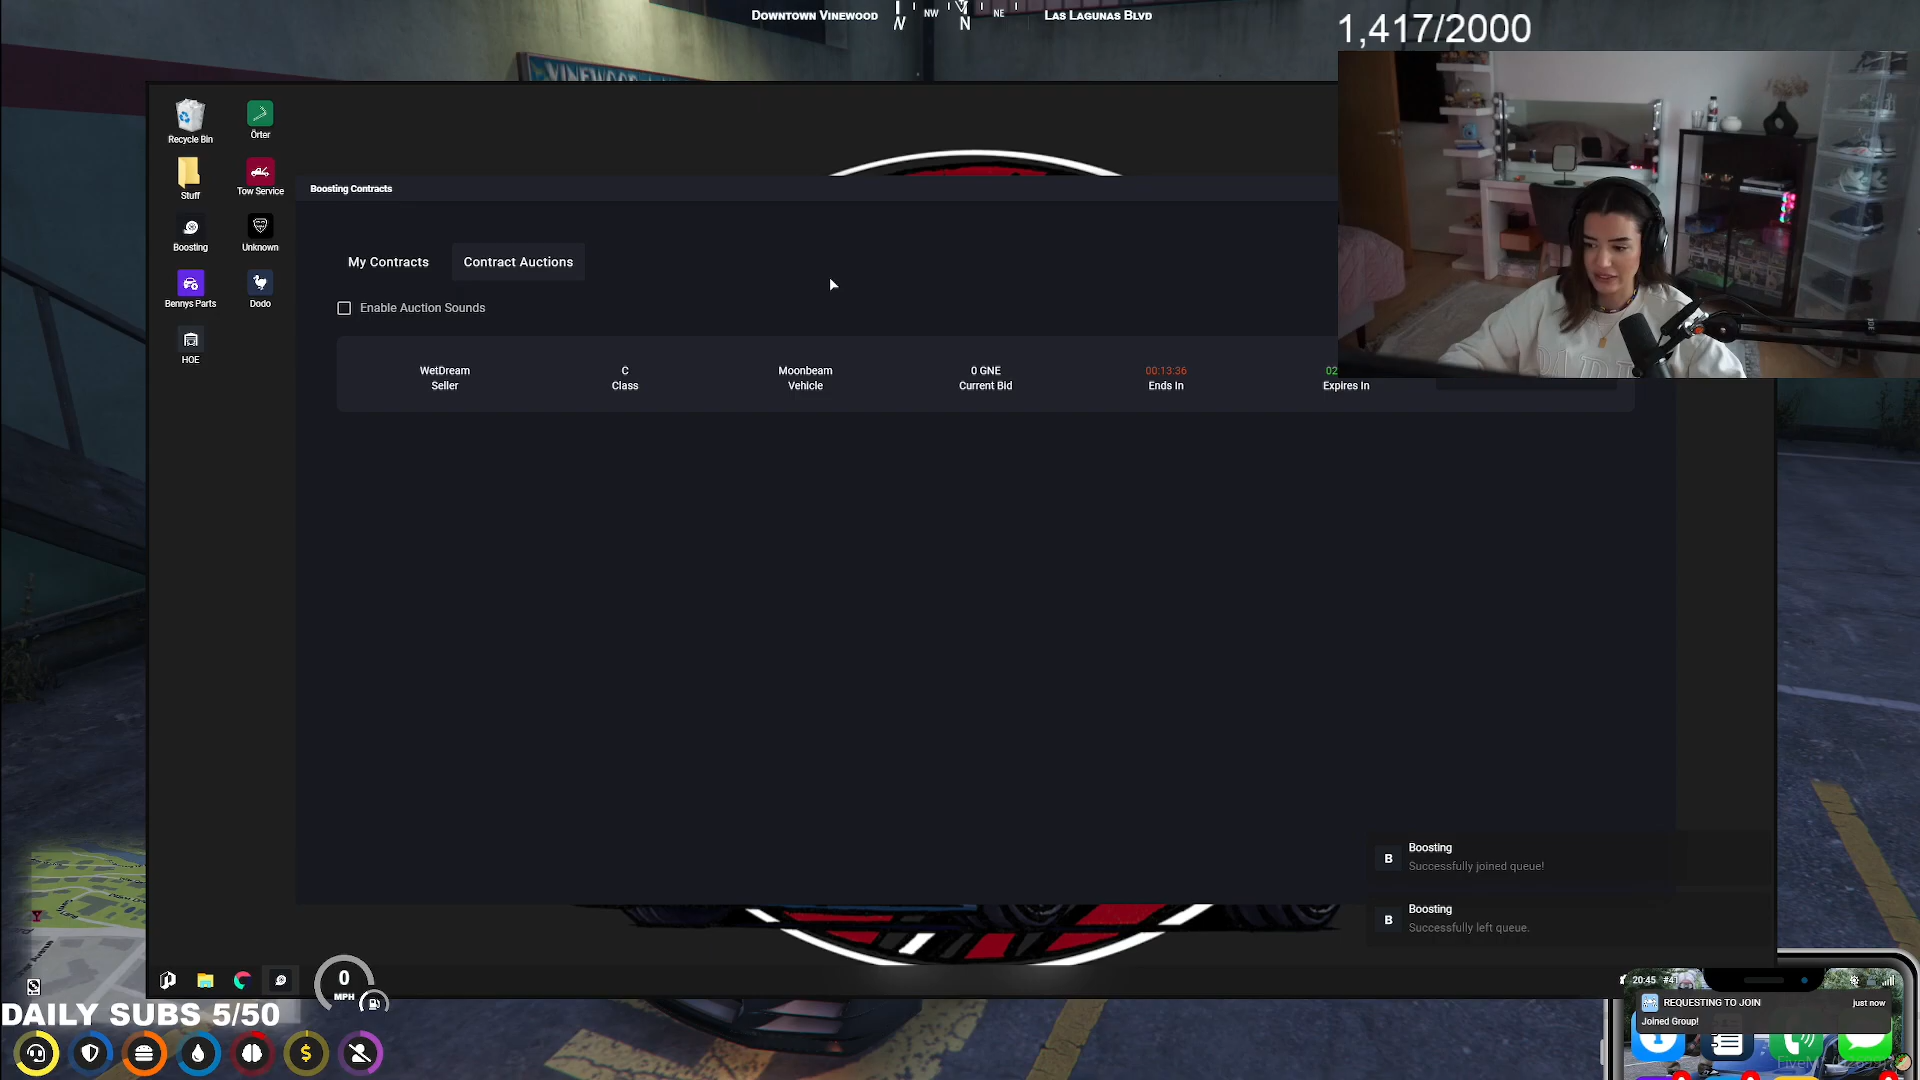 Downtown Vinewood
N
NW
N
NE
Las Lagunas Blvd
1,417/2000
Recycle Bin
Örter
Stuff
Tow Service
Boosting
Unknown
Bennys Parts
Dodo
HOE
Boosting Contracts
My Contracts
Contract Auctions
Enable Auction Sounds
WetDream
Seller
C
Class
Moonbeam
Vehicle
0 GNE
Current Bid
00:13:36
Ends In
02
Expires In
B
Boosting
Successfully joined queue!
B
Boosting
Successfully left queue.
0
MPH
DAILY SUBS 5/50
20:45
REQUESTING TO JOIN
just now
Joined Group!